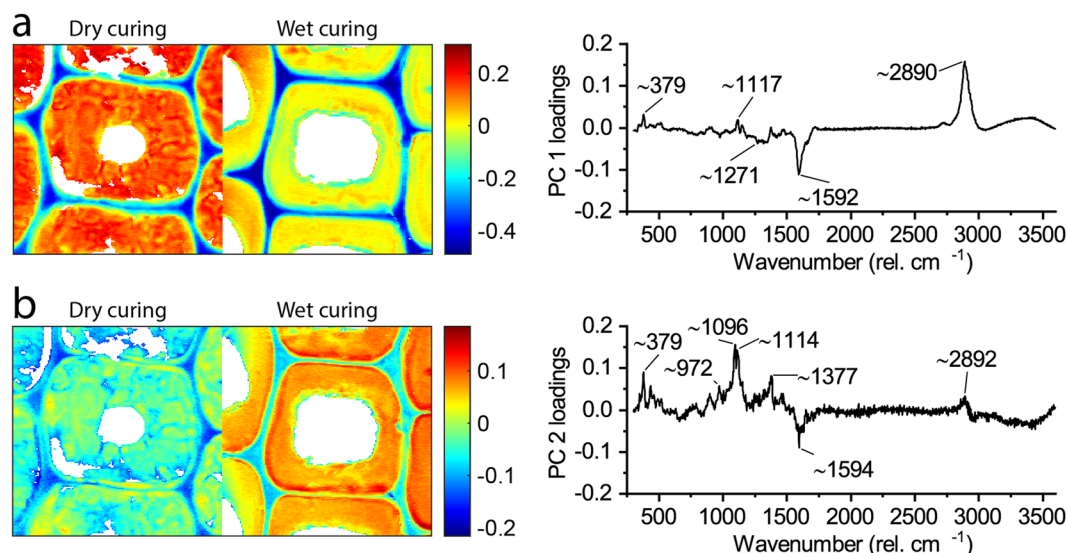 a
Dry curing
Wet curing
0.2
0
-0.2
-0.4
PC 1 loadings
0.2
0.1
0.0
-0.1
-0.2
~379
~1117
~1271
~1592
~2890
500 1000 1500 2000 2500 3000 3500
Wavenumber (rel. cm -1)
b
Dry curing
Wet curing
0.1
0
-0.1
-0.2
PC 2 loadings
0.2
0.1
0.0
-0.1
-0.2
~379
~972
~1096
~1114
~1377
~1594
~2892
500 1000 1500 2000 2500 3000 3500
Wavenumber (rel. cm -1)